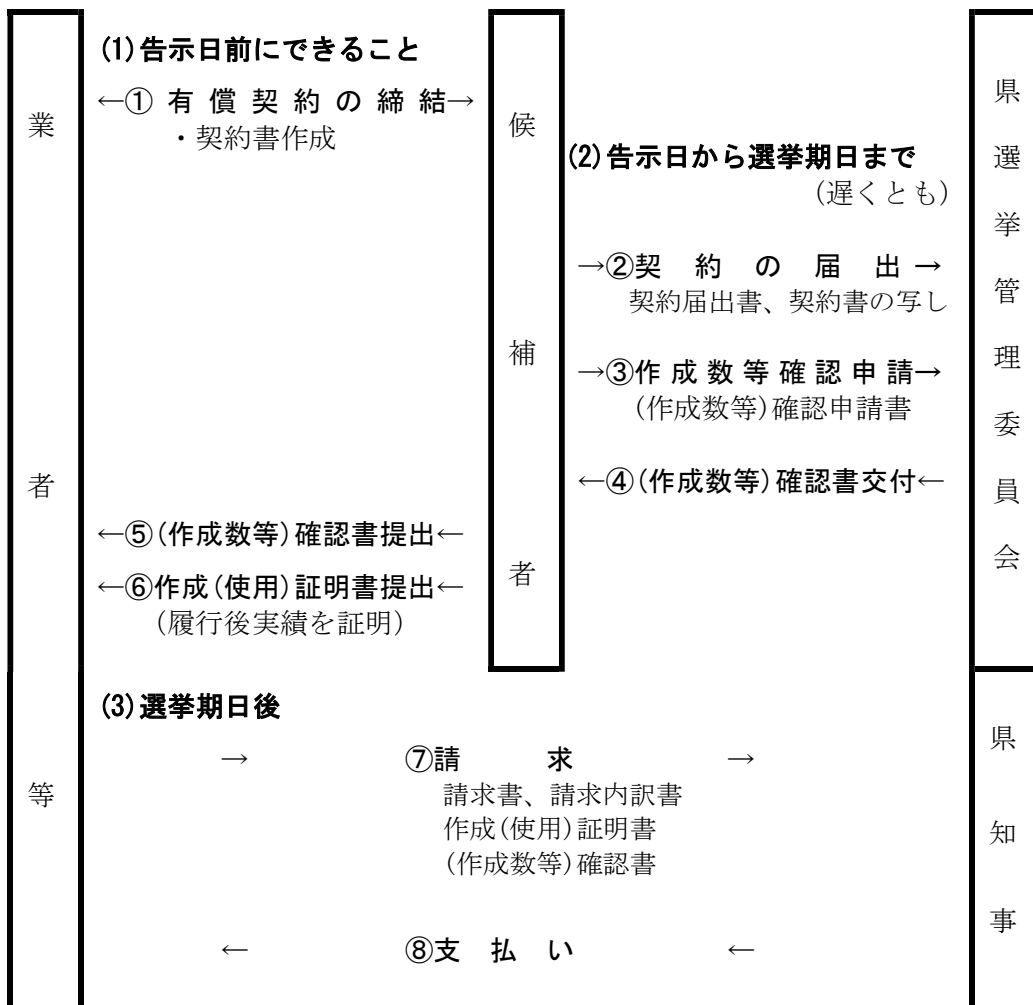 業者等
候補者
県選挙管理委員会
県知事
(1)告示日前にできること
←① 有償契約の締結→
・契約書作成
(2)告示日から選挙期日まで
(遅くとも)
→②契約の届出→
契約届出書、契約書の写し
→③作成数等確認申請→
(作成数等)確認申請書
←④(作成数等)確認書交付←
←⑤(作成数等)確認書提出←
←⑥作成(使用)証明書提出←
(履行後実績を証明)
(3)選挙期日後
→ ⑦請求 →
請求書、請求内訳書
作成(使用)証明書
(作成数等)確認書
← ⑧支払い ←